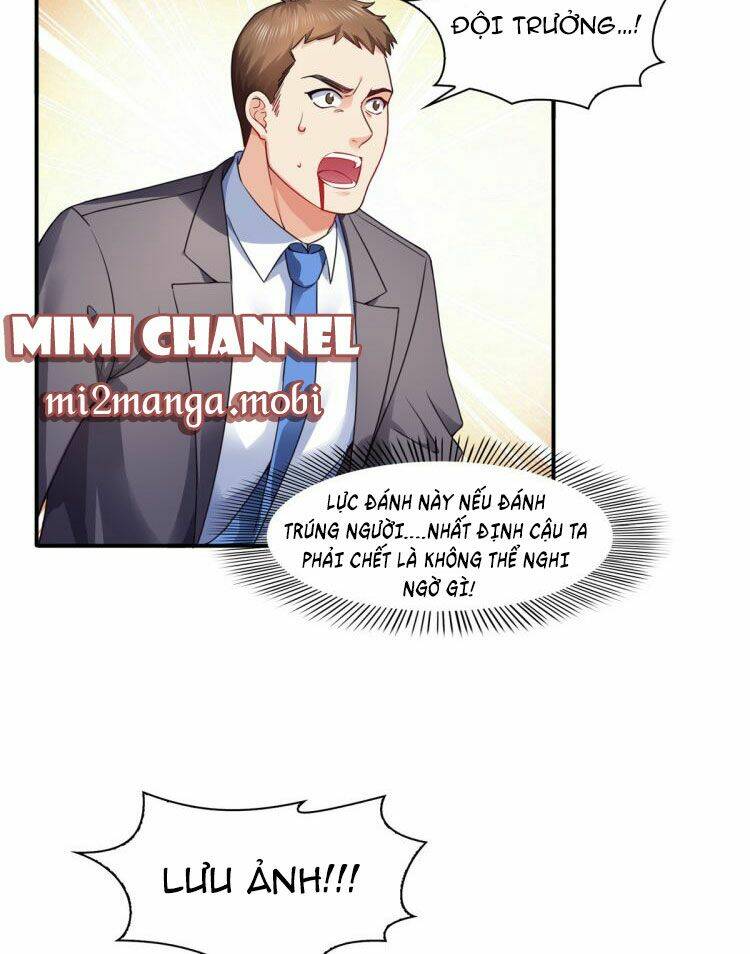 ĐỘI TRƯỞNG...!
MIMI CHANNEL
mi2manga.mobi
LỰC ĐÁNH NÀY NẾU ĐÁNH
TRÚNG NGƯỜI....NHẤT ĐỊNH CẬU TA
PHẢI CHẾT LÀ KHÔNG THỂ NGHI
NGỜ GÌ!
LƯU ẢNH!!!